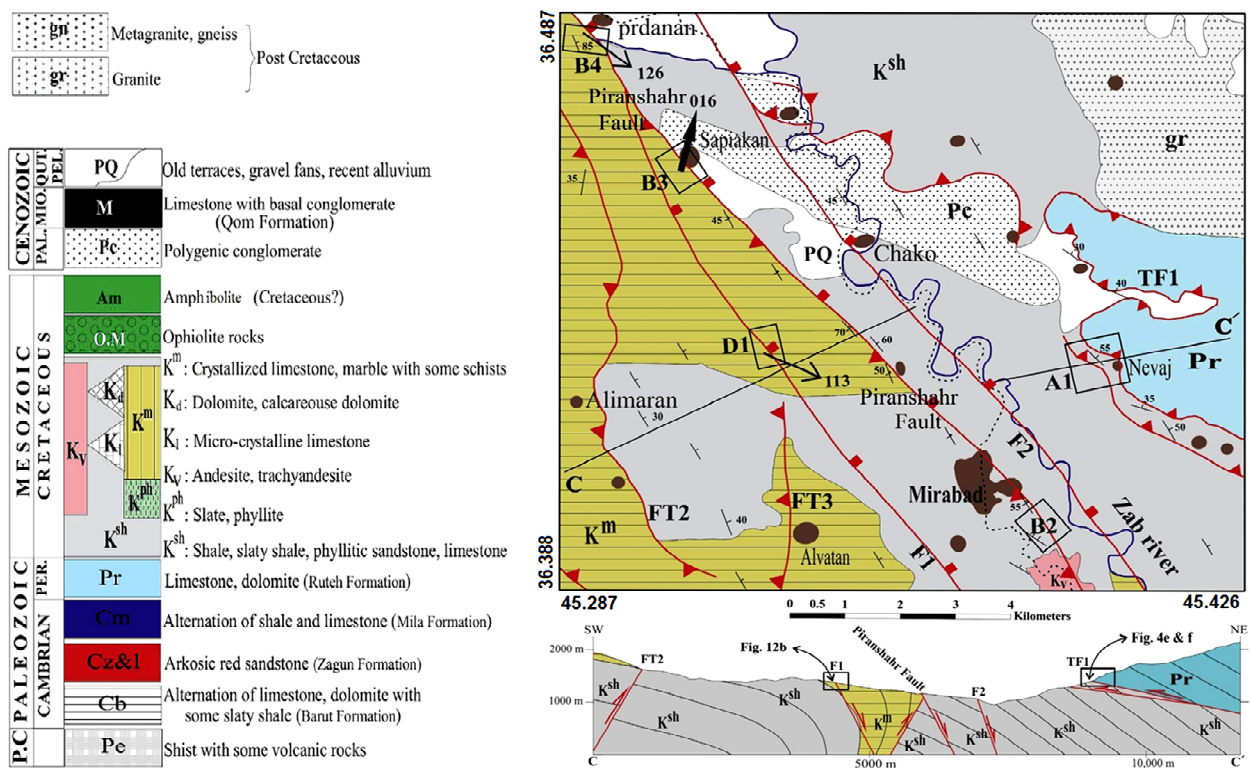 gn
Metagranite, gneiss
Post Cretaccous
gr
Granite
CENOZOIC
QUT.
PEL.
PQ
Old terraces, gravel fans, recent alluvium
MIO.
M
Limestone with basal conglomerate
(Qom Formation)
PAL.
Pc
Polygenic conglomerate
MESOZOIC
CRETACEOUS
Am
Amphibolite (Cretaceous?)
O.M
Ophiolite rocks
Km : Crystallized limestone, marble with some schists
Kd
Kd : Dolomite, calcareouse dolomite
Km
Kl
Kl : Micro-crystalline limestone
KV
KV : Andesite, trachyandesite
Kph
Kph : Slate, phyllite
Ksh
Ksh : Shale, slaty shale, phyllitic sandstone, limestone
PALEOZOIC
PER.
Pr
Limestone, dolomite (Ruteh Formation)
CAMBRIAN
Cm
Alternation of shale and limestone (Mila Formation)
Cz&l
Arkosic red sandstone (Zagun Formation)
Cb
Alternation of limestone, dolomite with
some slaty shale (Barut Formation)
P.C
Pe
Shist with some volcanic rocks
36.487
prdanan
85
B4
126
Ksh
Piranshahr
Fault
016
Sapiakan
gr
35
B3
45
45
Pc
PQ
Chako
30
TF1
40
C´
D1
70
60
50
113
55
Nevaj
Pr
A1
Alimaran
30
Piranshahr
Fault
35
50
F2
C
Mirabad
FT2
FT3
Km
40
Alvatan
55
B2
F1
Kv
Zab river
36.388
45.287
45.426
0 0.5 1 2 3 4
Kilometers
SW
NE
2000 m
1000 m
FT2
Fig. 12b
F1
Piranshahr Fault
F2
TF1
Fig. 4e & f
Pr
Ksh
Ksh
Ksh
Km
Ksh
Ksh
Ksh
Ksh
C
5000 m
10,000 m
C´